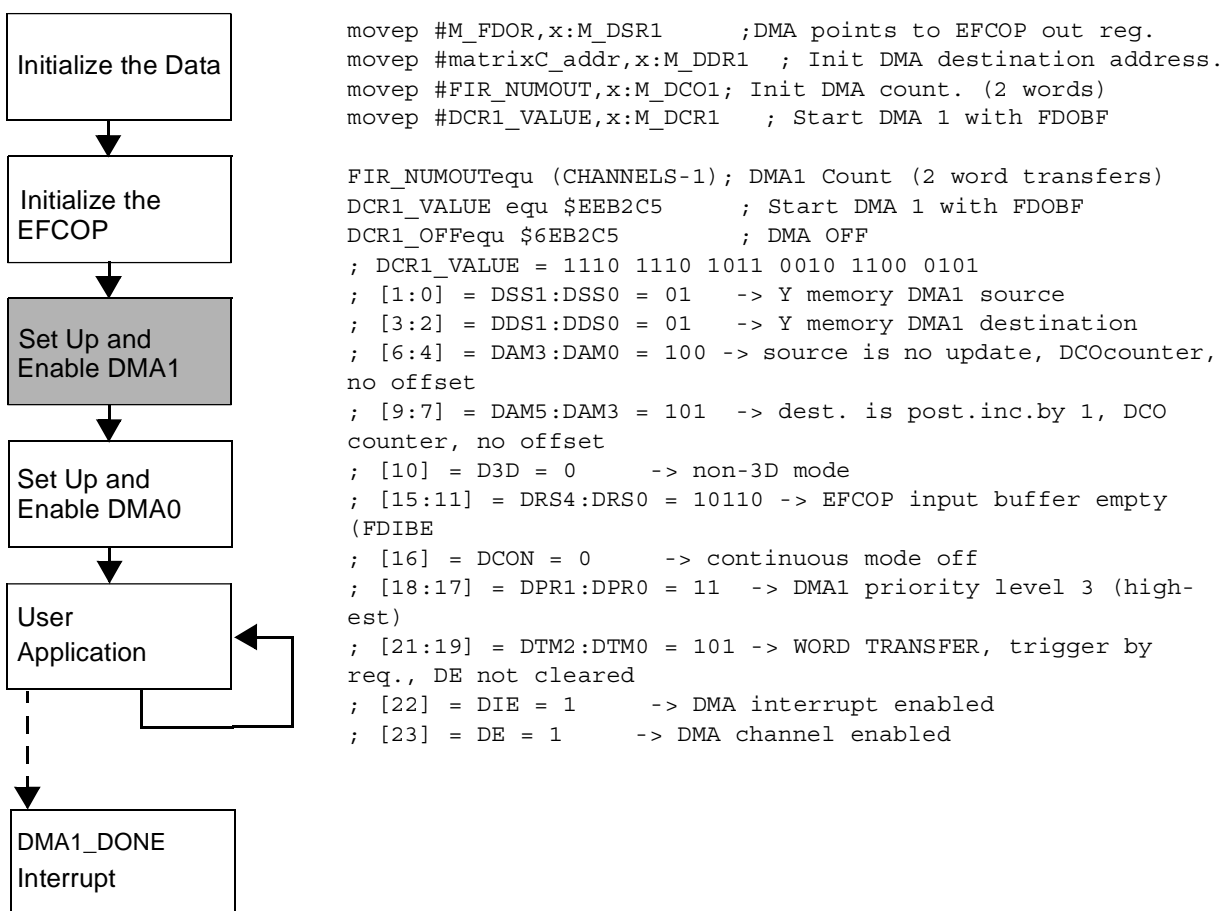 Initialize the Data
Initialize the
EFCOP
Set Up and
Enable DMA1
Set Up and
Enable DMA0
User
Application
DMA1_DONE
Interrupt
movep #M_FDOR,x:M_DSR1 ;DMA points to EFCOP out reg.
movep #matrixC_addr,x:M_DDR1 ; Init DMA destination address.
movep #FIR_NUMOUT,x:M_DCO1; Init DMA count. (2 words)
movep #DCR1_VALUE,x:M_DCR1 ; Start DMA 1 with FDOBF
FIR_NUMOUTequ (CHANNELS-1); DMA1 Count (2 word transfers)
DCR1_VALUE equ $EEB2C5 ; Start DMA 1 with FDOBF
DCR1_OFFequ $6EB2C5 ; DMA OFF
; DCR1_VALUE = 1110 1110 1011 0010 1100 0101
; [1:0] = DSS1:DSS0 = 01 -> Y memory DMA1 source
; [3:2] = DDS1:DDS0 = 01 -> Y memory DMA1 destination
; [6:4] = DAM3:DAM0 = 100 -> source is no update, DCOcounter,
no offset
; [9:7] = DAM5:DAM3 = 101 -> dest. is post.inc.by 1, DCO
counter, no offset
; [10] = D3D = 0 -> non-3D mode
; [15:11] = DRS4:DRS0 = 10110 -> EFCOP input buffer empty
(FDIBE
; [16] = DCON = 0 -> continuous mode off
; [18:17] = DPR1:DPR0 = 11 -> DMA1 priority level 3 (high-
est)
; [21:19] = DTM2:DTM0 = 101 -> WORD TRANSFER, trigger by
req., DE not cleared
; [22] = DIE = 1 -> DMA interrupt enabled
; [23] = DE = 1 -> DMA channel enabled